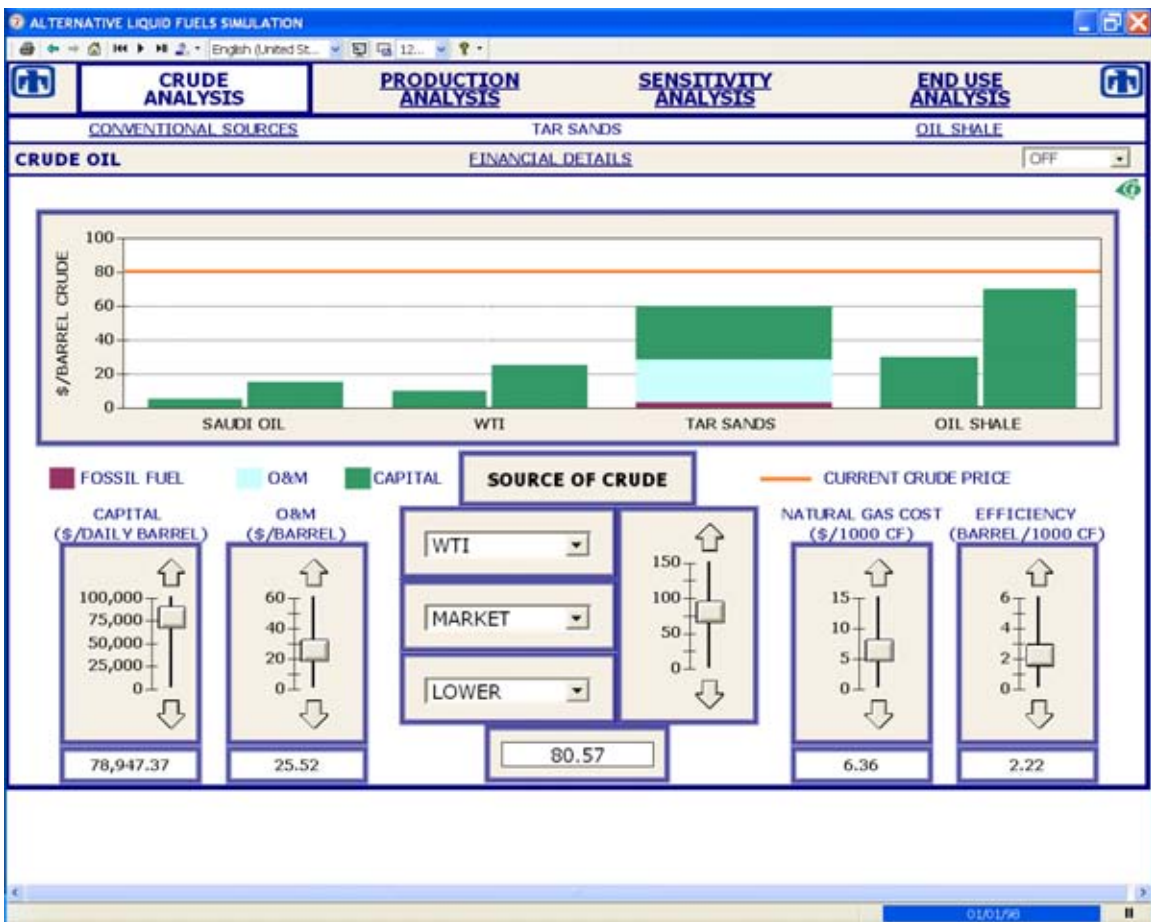 ALTERNATIVE LIQUID FUELS SIMULATION
English (United St... 12...
CRUDE ANALYSIS
PRODUCTION ANALYSIS
SENSITIVITY ANALYSIS
END USE ANALYSIS
CONVENTIONAL SOURCES TAR SANDS OIL SHALE
CRUDE OIL FINANCIAL DETAILS OFF
$/BARREL CRUDE
100
80
60
40
20
0
SAUDI OIL WTI TAR SANDS OIL SHALE
FOSSIL FUEL O&M CAPITAL SOURCE OF CRUDE CURRENT CRUDE PRICE
CAPITAL
($/DAILY BARREL)
100,000
75,000
50,000
25,000
0
78,947.37
O&M
($/BARREL)
60
40
20
0
25.52
WTI
MARKET
LOWER
150
100
50
0
80.57
NATURAL GAS COST
($/1000 CF)
15
10
5
0
6.36
EFFICIENCY
(BARREL/1000 CF)
6
4
2
0
2.22
01/01/98